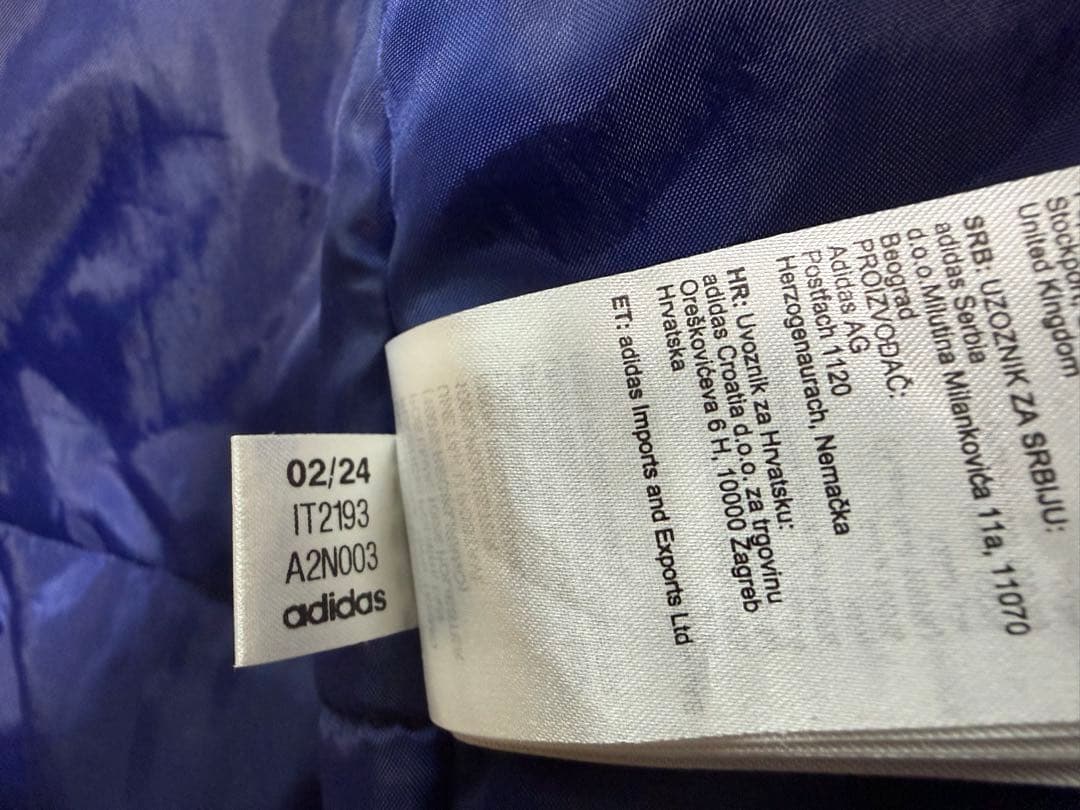 02/24
IT2193
A2N003
adidas
Stockport,
United Kingdom
SRB: UZOZNIK ZA SRBIJU:
adidas Serbia
d.o.o.Milutina Milankovića 11a, 11070
Beograd
PROIZVOĐAČ:
Adidas AG
Postfach 1120
Herzogenaurach, Nemačka
HR: Uvoznik za Hrvatsku:
adidas Croatia d.o.o. za trgovinu
Oreškovićeva 6 H, 10000 Zagreb
Hrvatska
ET: adidas Imports and Exports Ltd